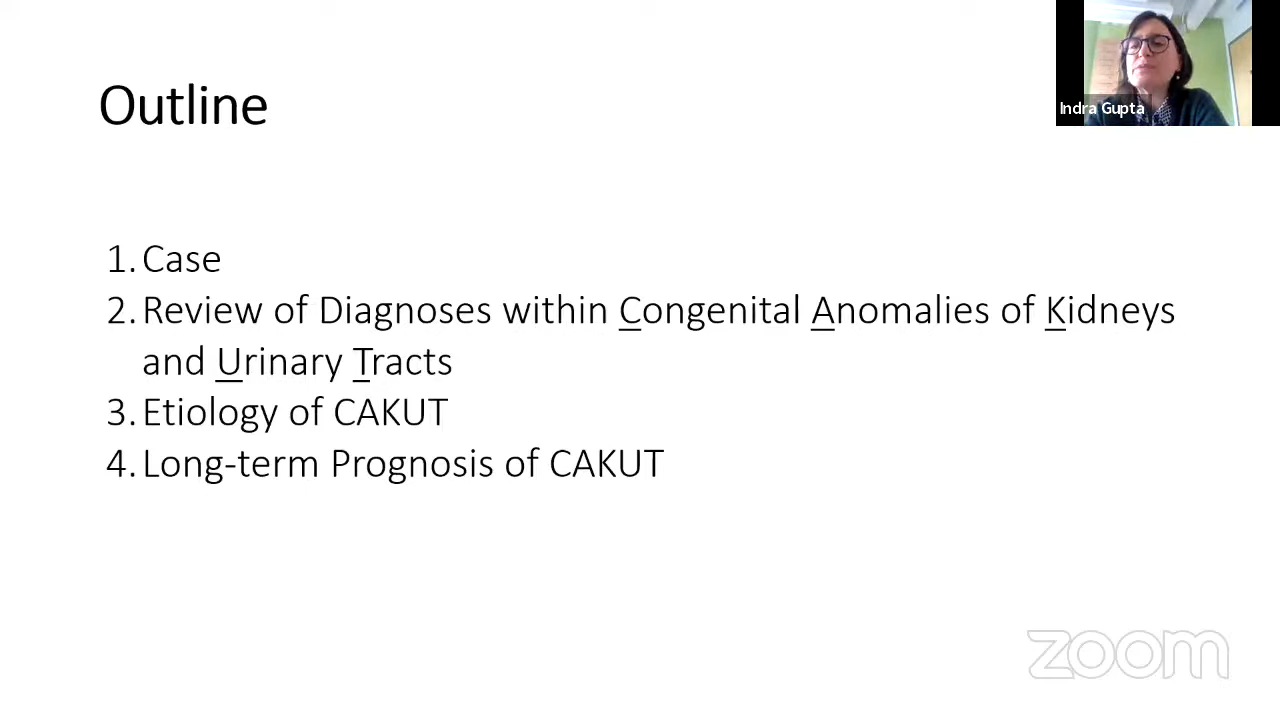 Outline
Indra Gupta
1. Case
2. Review of Diagnoses within Congenital Anomalies of Kidneys
and Urinary Tracts
3. Etiology of CAKUT
4. Long-term Prognosis of CAKUT
zoom